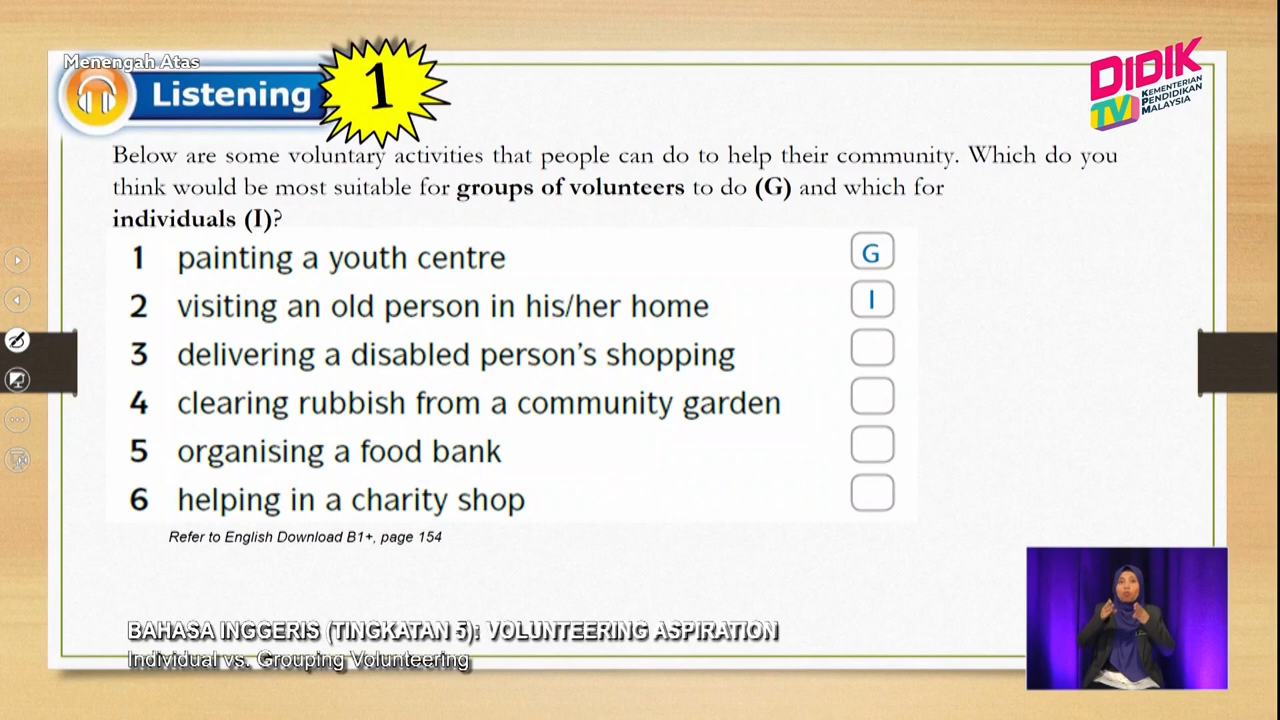 Menengah Atas
Listening
1
DIDIK
TV
KEMENTERIAN
PENDIDIKAN
MALAYSIA
Below are some voluntary activities that people can do to help their community. Which do you
think would be most suitable for groups of volunteers to do (G) and which for
individuals (I)?
1 painting a youth centre G
2 visiting an old person in his/her home I
3 delivering a disabled person's shopping
4 clearing rubbish from a community garden
5 organising a food bank
6 helping in a charity shop
Refer to English Download B1+, page 154
BAHASA INGGERIS (TINGKATAN 5): VOLUNTEERING ASPIRATION
Individual vs. Grouping Volunteering